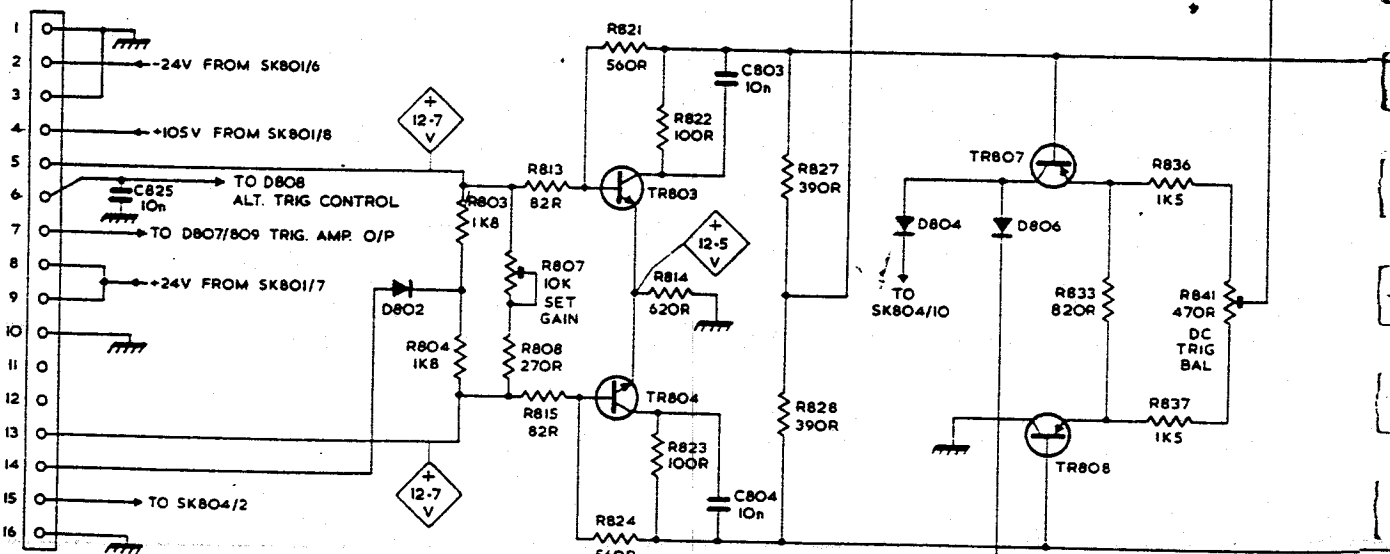 1
2
-24V FROM SK801/6
3
4
+105V FROM SK801/8
5
6
C825
10n
TO D808
ALT. TRIG CONTROL
7
TO D807/809 TRIG. AMP. O/P
8
+24V FROM SK801/7
9
10
11
12
13
14
15
TO SK804/2
16
+
12·7
V
R803
1K8
D802
R804
1K8
+
12·7
V
R813
82R
R807
10K
SET
GAIN
R808
270R
R815
82R
R821
560R
R822
100R
C803
10n
TR803
+
12·5
V
R814
620R
TR804
R823
100R
C804
10n
R824
560R
R827
390R
R828
390R
TR807
D804
TO
SK804/10
D806
R836
1K5
R833
820R
R841
470R
DC
TRIG
BAL
R837
1K5
TR808